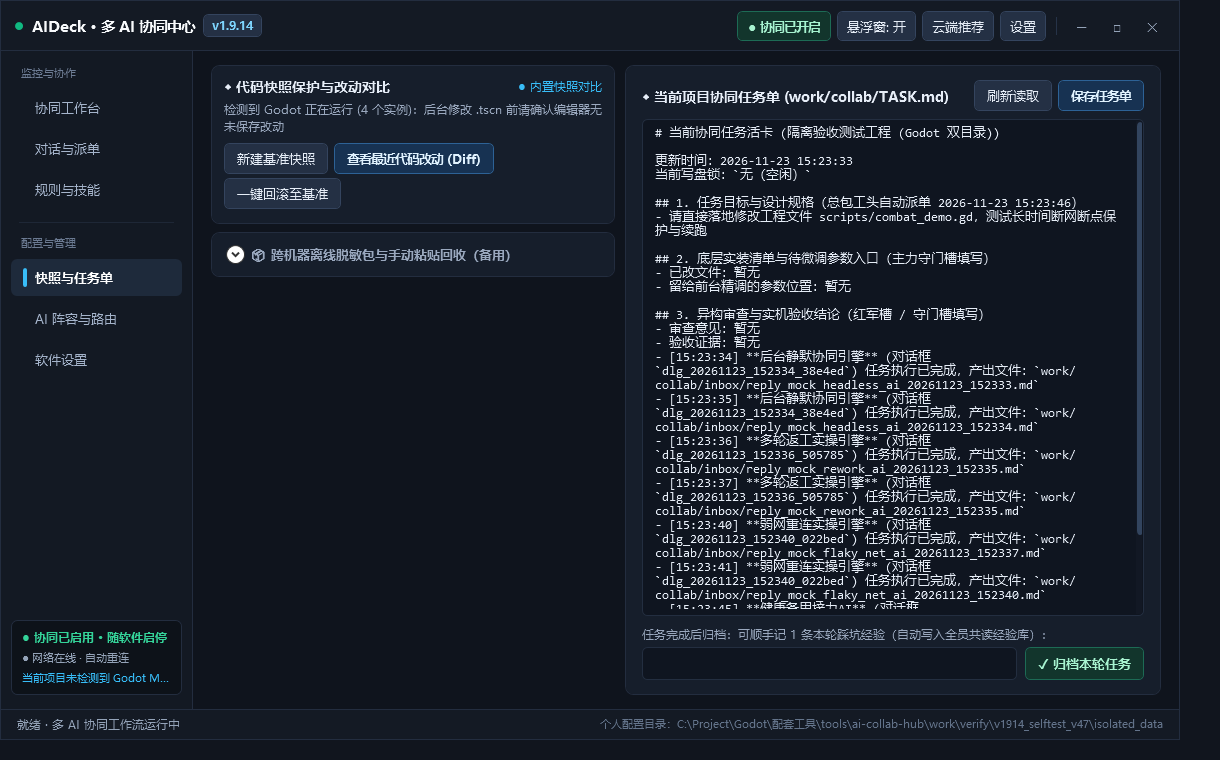 AIDeck · 多 AI 协同中心 v1.9.14
协同已开启 悬浮窗: 开 云端推荐 设置
监控与协作
协同工作台
对话与派单
规则与技能
配置与管理
快照与任务单
AI 阵容与路由
软件设置
协同已启用 · 随软件启停
网络在线 · 自动重连
当前项目未检测到 Godot M...
代码快照保护与改动对比 内置快照对比
检测到 Godot 正在运行 (4 个实例)：后台修改 .tscn 前请确认编辑器无
未保存改动
新建基准快照 查看最近代码改动 (Diff)
一键回滚至基准
跨机器离线脱敏包与手动粘贴回收（备用）
当前项目协同任务单 (work/collab/TASK.md) 刷新读取 保存任务单
# 当前协同任务活卡 (隔离验收测试工程 (Godot 双目录))
更新时间: 2026-11-23 15:23:33
当前写盘锁: `无（空闲）`
## 1. 任务目标与设计规格（总包工头自动派单 2026-11-23 15:23:46）
- 请直接落地修改工程文件 scripts/combat_demo.gd，测试长时间断网断点保
护与续跑
## 2. 底层实装清单与待微调参数入口（主力守门槽填写）
- 已改文件: 暂无
- 留给前台精调的参数位置: 暂无
## 3. 异构审查与实机验收结论（红军槽 / 守门槽填写）
- 审查意见: 暂无
- 验收证据: 暂无
- [15:23:34] **后台静默协同引擎** (对话框
`dlg_20261123_152334_38e4ed`) 任务执行已完成，产出文件: `work/
collab/inbox/reply_mock_headless_ai_20261123_152333.md`
- [15:23:35] **后台静默协同引擎** (对话框
`dlg_20261123_152334_38e4ed`) 任务执行已完成，产出文件: `work/
collab/inbox/reply_mock_headless_ai_20261123_152334.md`
- [15:23:36] **多轮返工实操引擎** (对话框
`dlg_20261123_152336_505785`) 任务执行已完成，产出文件: `work/
collab/inbox/reply_mock_rework_ai_20261123_152335.md`
- [15:23:37] **多轮返工实操引擎** (对话框
`dlg_20261123_152336_505785`) 任务执行已完成，产出文件: `work/
collab/inbox/reply_mock_rework_ai_20261123_152335.md`
- [15:23:40] **弱网重连实操引擎** (对话框
`dlg_20261123_152340_022bed`) 任务执行已完成，产出文件: `work/
collab/inbox/reply_mock_flaky_net_ai_20261123_152337.md`
- [15:23:41] **弱网重连实操引擎** (对话框
`dlg_20261123_152340_022bed`) 任务执行已完成，产出文件: `work/
collab/inbox/reply_mock_flaky_net_ai_20261123_152340.md`
- [15:23:45] **健康备用接力AI** (对话框
任务完成后归档: 可顺手记 1 条本轮踩坑经验（自动写入全员共读经验库）:
✓ 归档本轮任务
就绪 · 多 AI 协同工作流运行中
个人配置目录: C:\Project\Godot\配套工具\tools\ai-collab-hub\work\verify\v1914_selftest_v47\isolated_data